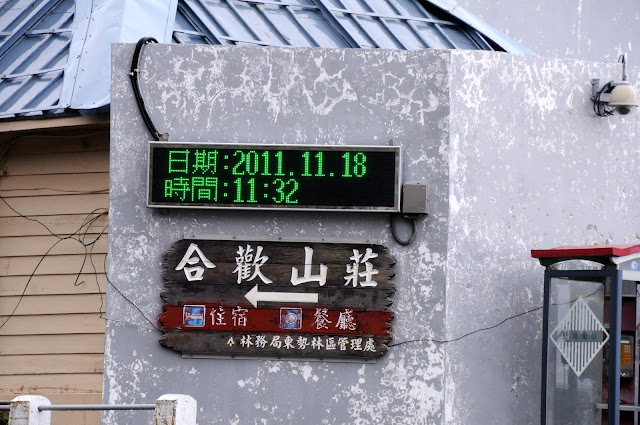 日期:2011.11.18
時間:11:32
合歡山莊
住宿 餐廳
林務局東勢林區管理處